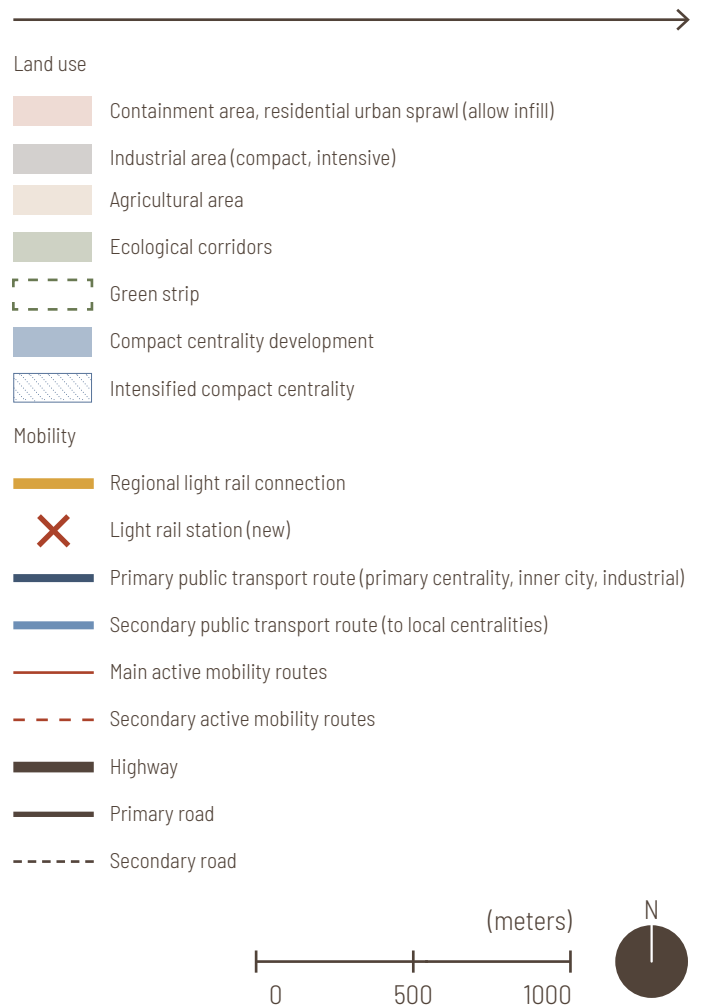 Land use
Containment area, residential urban sprawl (allow infill)
Industrial area (compact, intensive)
Agricultural area
Ecological corridors
Green strip
Compact centrality development
Intensified compact centrality
Mobility
Regional light rail connection
Light rail station (new)
Primary public transport route (primary centrality, inner city, industrial)
Secondary public transport route (to local centralities)
Main active mobility routes
Secondary active mobility routes
Highway
Primary road
Secondary road
N
(meters)
0 500 1000